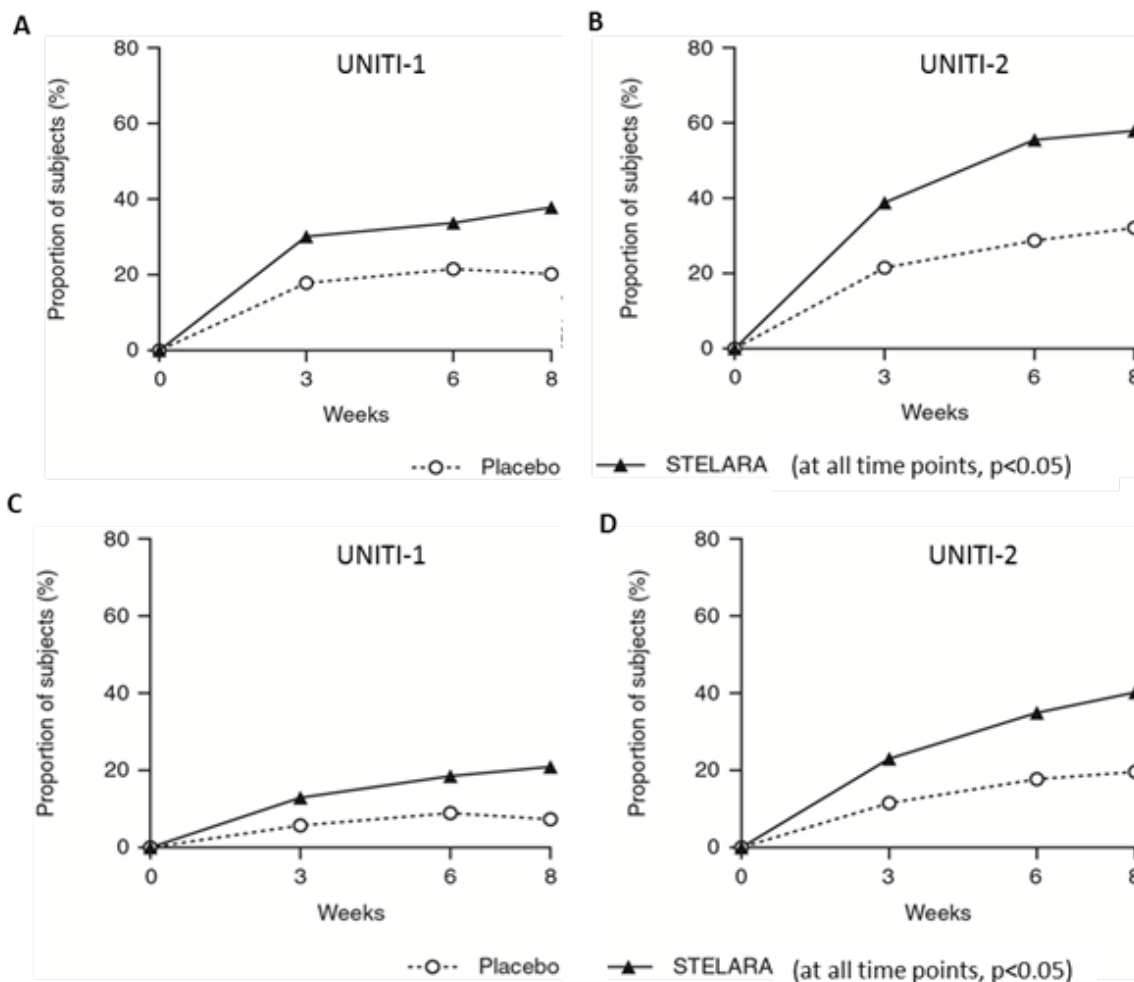 A
UNITI-1
Proportion of subjects (%)
80
60
40
20
0
0 3 6 8
Weeks
B
UNITI-2
Proportion of subjects (%)
80
60
40
20
0
0 3 6 8
Weeks
Placebo STELARA (at all time points, p<0.05)
C
UNITI-1
Proportion of subjects (%)
80
60
40
20
0
0 3 6 8
Weeks
D
UNITI-2
Proportion of subjects (%)
80
60
40
20
0
0 3 6 8
Weeks
Placebo STELARA (at all time points, p<0.05)